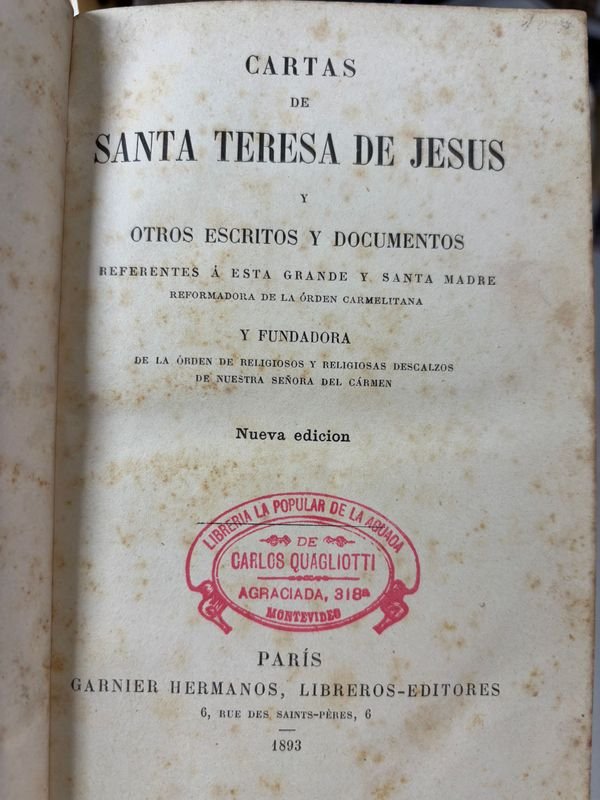 CARTAS
DE
SANTA TERESA DE JESUS
Y
OTROS ESCRITOS Y DOCUMENTOS
REFERENTES Á ESTA GRANDE Y SANTA MADRE
REFORMADORA DE LA ÓRDEN CARMELITANA
Y FUNDADORA
DE LA ÓRDEN DE RELIGIOSOS Y RELIGIOSAS DESCALZOS
DE NUESTRA SEÑORA DEL CÁRMEN
Nueva edicion
LIBRERIA LA POPULAR DE LA AGUADA
DE
CARLOS QUAGLIOTTI
AGRACIADA, 318ª
MONTEVIDEO
PARÍS
GARNIER HERMANOS, LIBREROS-EDITORES
6, RUE DES SAINTS-PÈRES, 6
1893